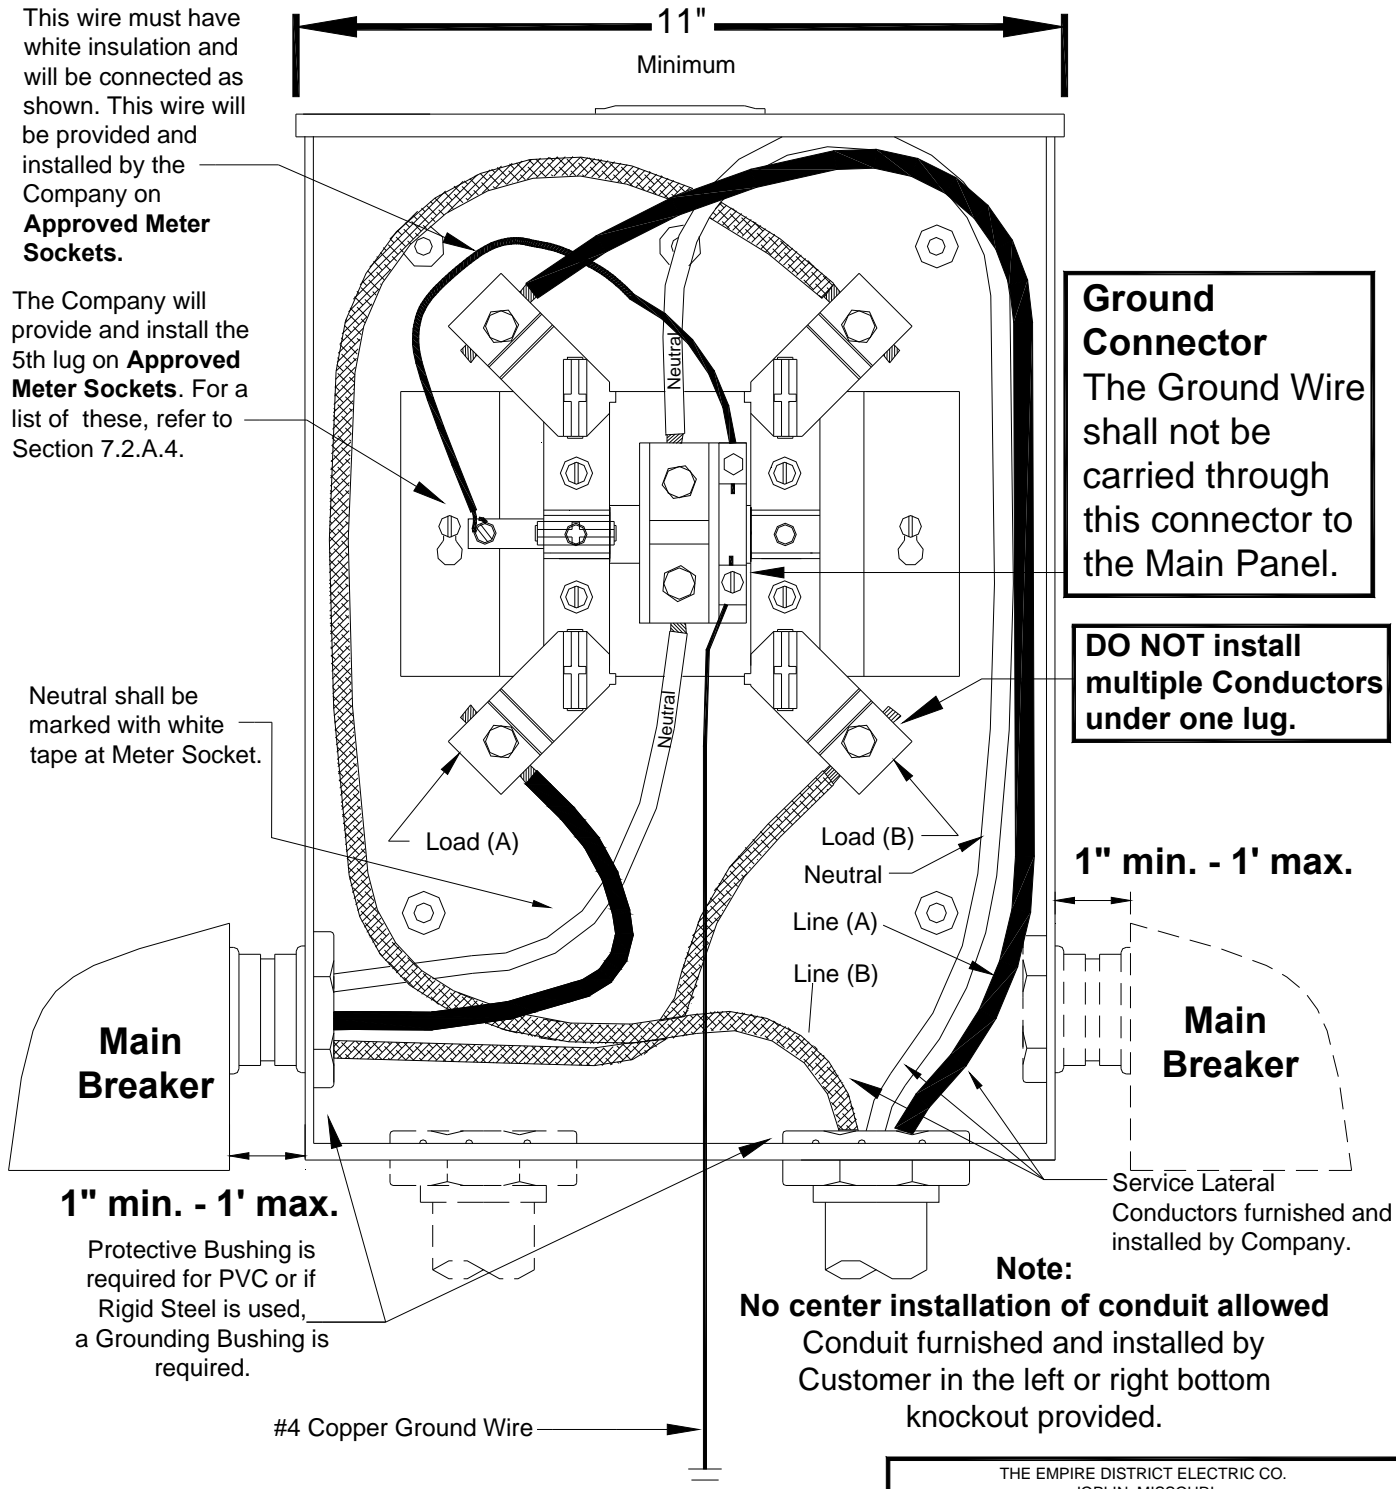 11"
Minimum
This wire must have
white insulation and
will be connected as
shown. This wire will
be provided and
installed by the
Company on
Approved Meter
Sockets.
The Company will
provide and install the
5th lug on Approved
Meter Sockets. For a
list of these, refer to
Section 7.2.A.4.
Neutral
Ground
Connector
The Ground Wire
shall not be
carried through
this connector to
the Main Panel.
DO NOT install
multiple Conductors
under one lug.
Neutral shall be
marked with white
tape at Meter Socket.
Neutral
Load (A)
Load (B)
Neutral
Line (A)
Line (B)
1" min. - 1' max.
Main
Breaker
Main
Breaker
1" min. - 1' max.
Protective Bushing is
required for PVC or if
Rigid Steel is used,
a Grounding Bushing is
required.
Service Lateral
Conductors furnished and
installed by Company.
Note:
No center installation of conduit allowed
Conduit furnished and installed by
Customer in the left or right bottom
knockout provided.
#4 Copper Ground Wire
THE EMPIRE DISTRICT ELECTRIC CO.
JOPLIN, MISSOURI